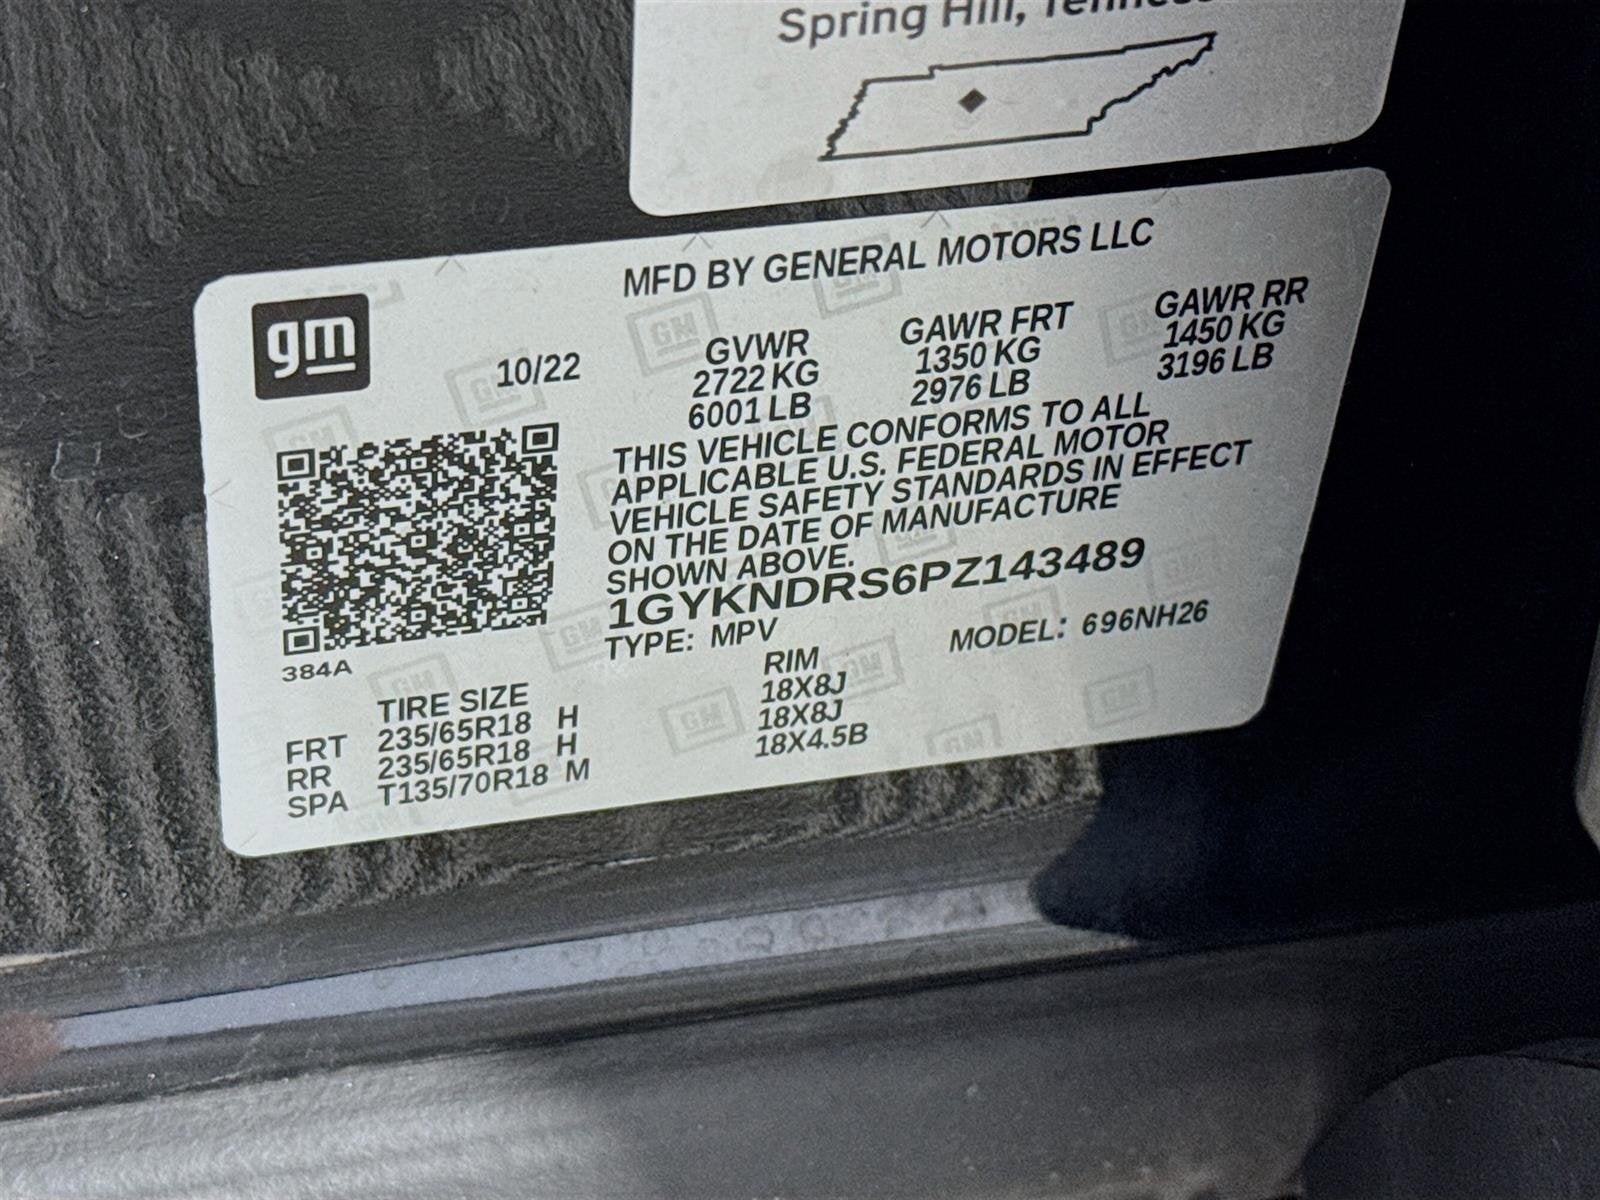 Spring Hill,
MFD BY GENERAL MOTORS LLC
gm
10/22
GVWR GAWR FRT GAWR RR
2722 KG 1350 KG 1450 KG
6001 LB 2976 LB 3196 LB
THIS VEHICLE CONFORMS TO ALL
APPLICABLE U.S. FEDERAL MOTOR
VEHICLE SAFETY STANDARDS IN EFFECT
ON THE DATE OF MANUFACTURE
SHOWN ABOVE.
1GYKNDRS6PZ143489
TYPE: MPV MODEL: 696NH26
384A
TIRE SIZE RIM
FRT 235/65R18 H 18X8J
RR 235/65R18 H 18X8J
SPA T135/70R18 M 18X4.5B